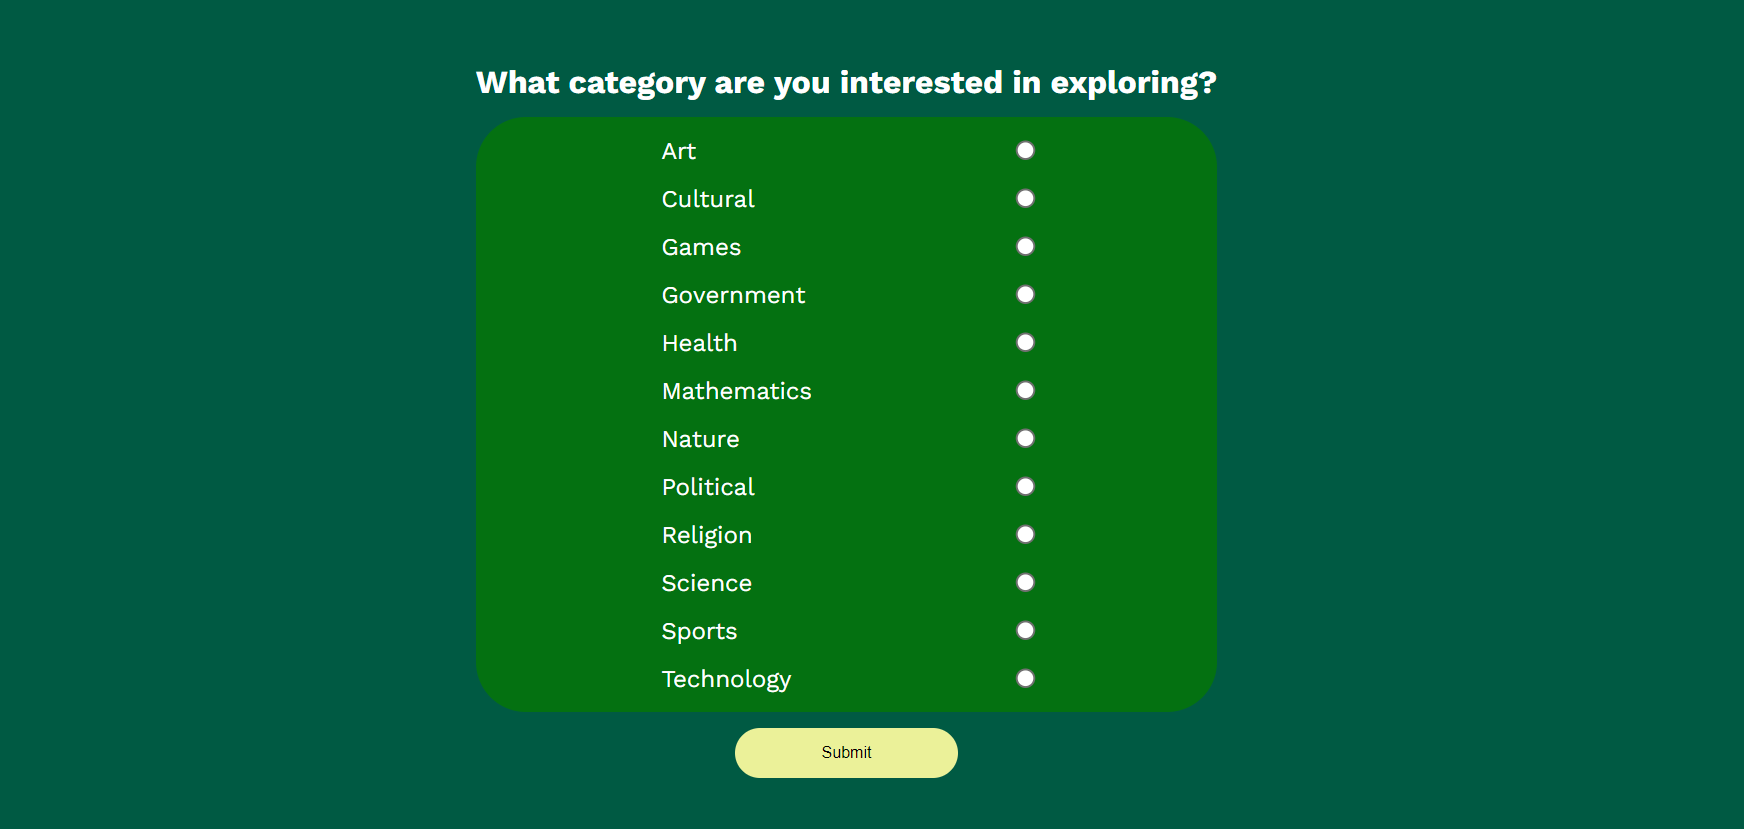 What category are you interested in exploring?
Art
Cultural
Games
Government
Health
Mathematics
Nature
Political
Religion
Science
Sports
Technology
Submit